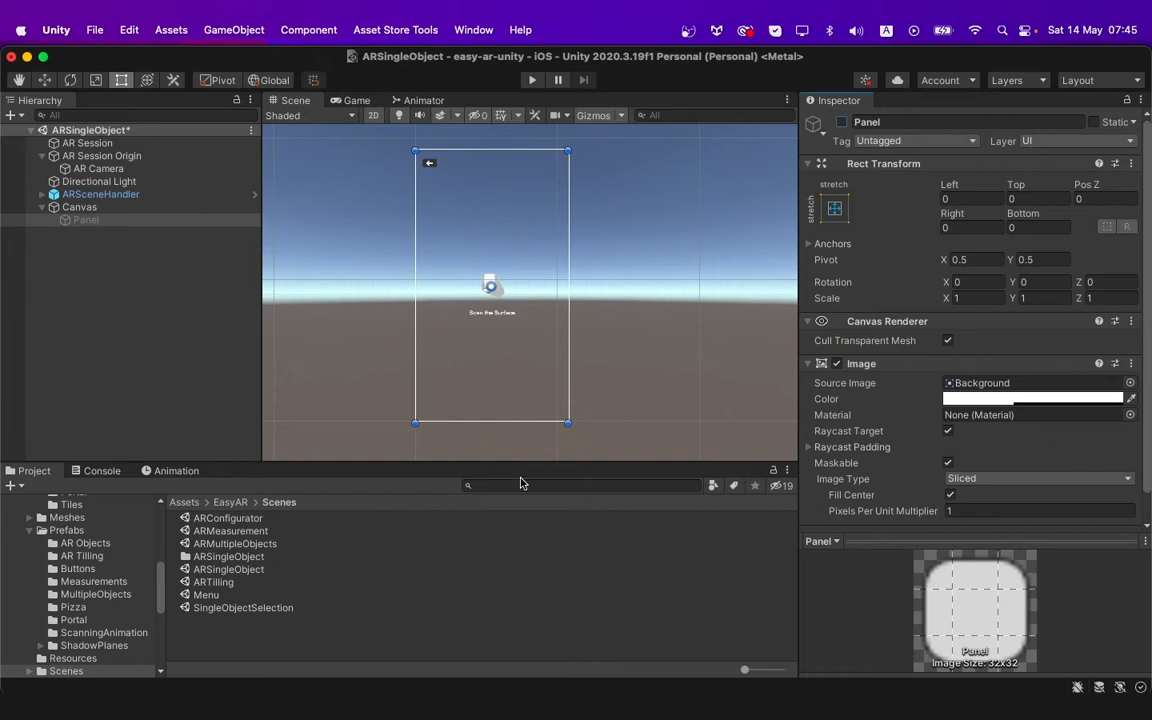 Unity File Edit Assets GameObject Component Asset Store Tools Window Help A Sat 14 May 07:45
ARSingleObject - easy-ar-unity - iOS - Unity 2020.3.19f1 Personal (Personal) <Metal>
Pivot Global Account Layers Layout
Hierarchy Scene Game Animator Inspector
All Shaded 2D 0 Gizmos All Panel Static
ARSingleObject*
AR Session
AR Session Origin
AR Camera
Directional Light
ARSceneHandler
Canvas
Panel
Scan the Surface
Tag Untagged Layer UI
Rect Transform
stretch Left Top Pos Z
stretch 0 0 0
Right Bottom
0 0 R
Anchors
Pivot X 0.5 Y 0.5
Rotation X 0 Y 0 Z 0
Scale X 1 Y 1 Z 1
Canvas Renderer
Cull Transparent Mesh
Image
Source Image Background
Color
Material None (Material)
Raycast Target
Raycast Padding
Maskable
Image Type Sliced
Fill Center
Pixels Per Unit Multiplier 1
Panel
Panel
Image Size: 32x32
Project Console Animation
19
Assets > EasyAR > Scenes
Portal
Tiles
Meshes
Prefabs
AR Objects
AR Tilling
Buttons
Measurements
MultipleObjects
Pizza
Portal
ScanningAnimation
ShadowPlanes
Resources
Scenes
ARConfigurator
ARMeasurement
ARMultipleObjects
ARSingleObject
ARSingleObject
ARTilling
Menu
SingleObjectSelection